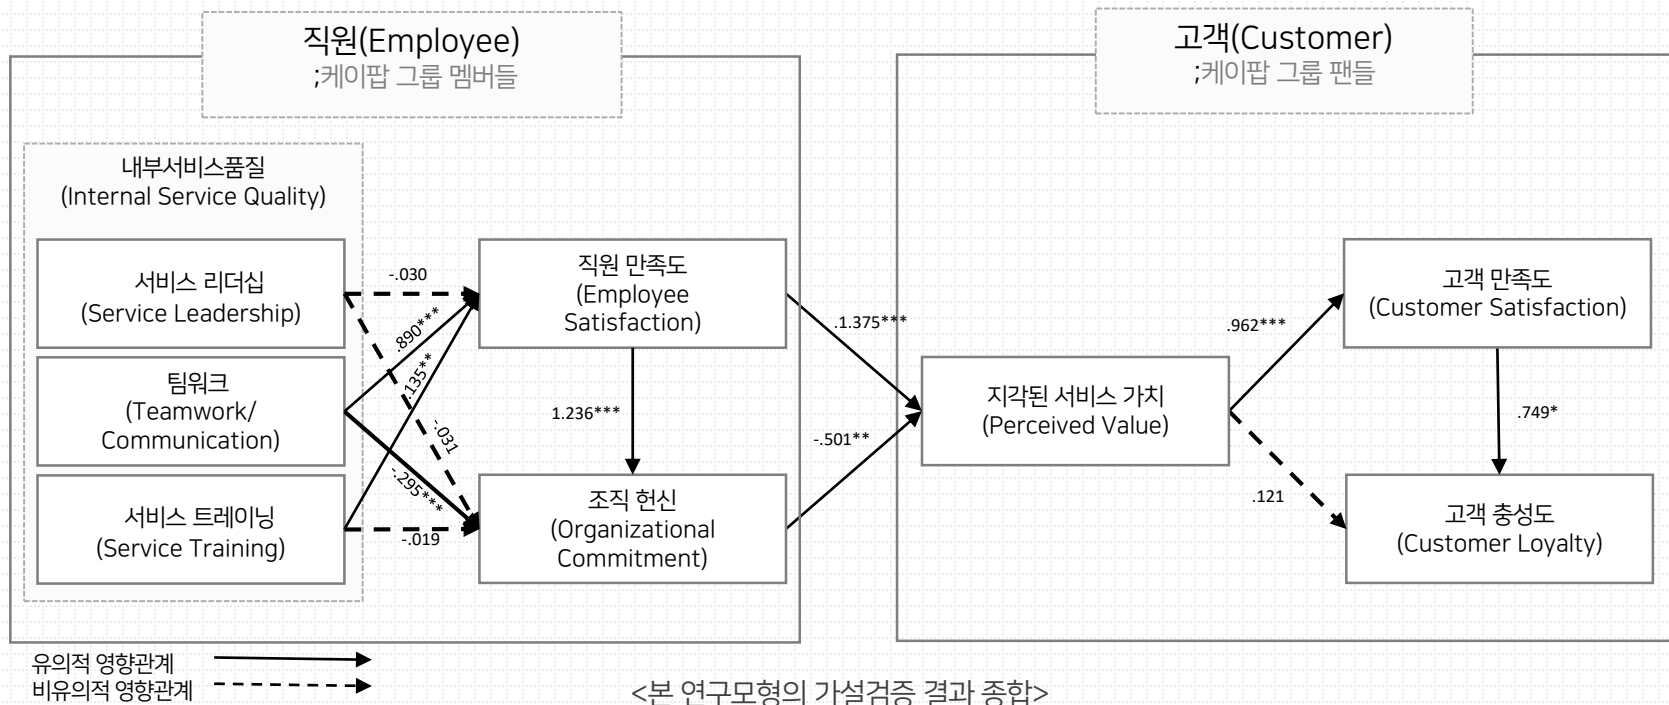 직원(Employee)
;케이팝 그룹 멤버들
고객(Customer)
;케이팝 그룹 팬들
내부서비스품질
(Internal Service Quality)
서비스 리더십
(Service Leadership)
팀워크
(Teamwork/
Communication)
서비스 트레이닝
(Service Training)
-.030
.890***
.135**
-.031
-.295***
-.019
직원 만족도
(Employee
Satisfaction)
1.236***
조직 헌신
(Organizational
Commitment)
.1.375***
-.501**
지각된 서비스 가치
(Perceived Value)
.962***
.121
고객 만족도
(Customer Satisfaction)
.749*
고객 충성도
(Customer Loyalty)
유의적 영향관계
비유의적 영향관계
<본 연구모형의 가설검증 결과 종합>